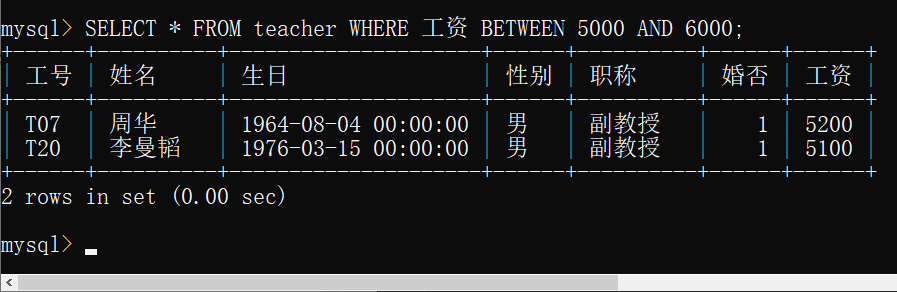 mysql> SELECT * FROM teacher WHERE 工资 BETWEEN 5000 AND 6000;
+------+--------+---------------------+------+--------+------+------+
| 工号 | 姓名 | 生日 | 性别 | 职称 | 婚否 | 工资 |
+------+--------+---------------------+------+--------+------+------+
| T07 | 周华 | 1964-08-04 00:00:00 | 男 | 副教授 | 1 | 5200 |
| T20 | 李曼韬 | 1976-03-15 00:00:00 | 男 | 副教授 | 1 | 5100 |
+------+--------+---------------------+------+--------+------+------+
2 rows in set (0.00 sec)
mysql>